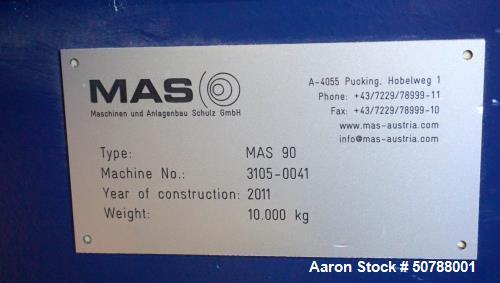 MAS
Maschinen und Anlagenbau Schulz GmbH
A-4055 Pucking, Hobelweg 1
Phone: +43/7229/78999-11
Fax: +43/7229/78999-10
www.mas-austria.com
info@mas-austria.com
Type: MAS 90
Machine No.: 3105-0041
Year of construction: 2011
Weight: 10.000 kg
Aaron Stock # 50788001